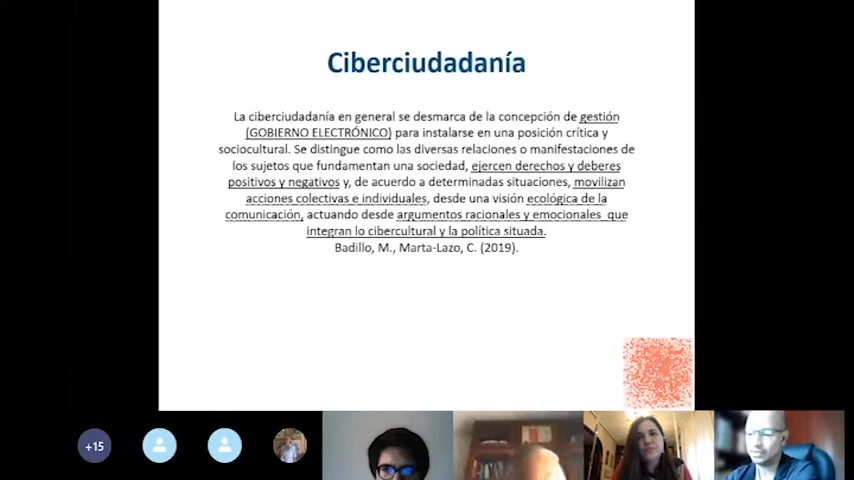 Ciberciudadanía
La ciberciudadanía en general se desmarca de la concepción de gestión
(GOBIERNO ELECTRÓNICO) para instalarse en una posición crítica y
sociocultural. Se distingue como las diversas relaciones o manifestaciones de
los sujetos que fundamentan una sociedad, ejercen derechos y deberes
positivos y negativos y, de acuerdo a determinadas situaciones, movilizan
acciones colectivas e individuales, desde una visión ecológica de la
comunicación, actuando desde argumentos racionales y emocionales que
integran lo cibercultural y la política situada.
Badillo, M., Marta-Lazo, C. (2019).
+15